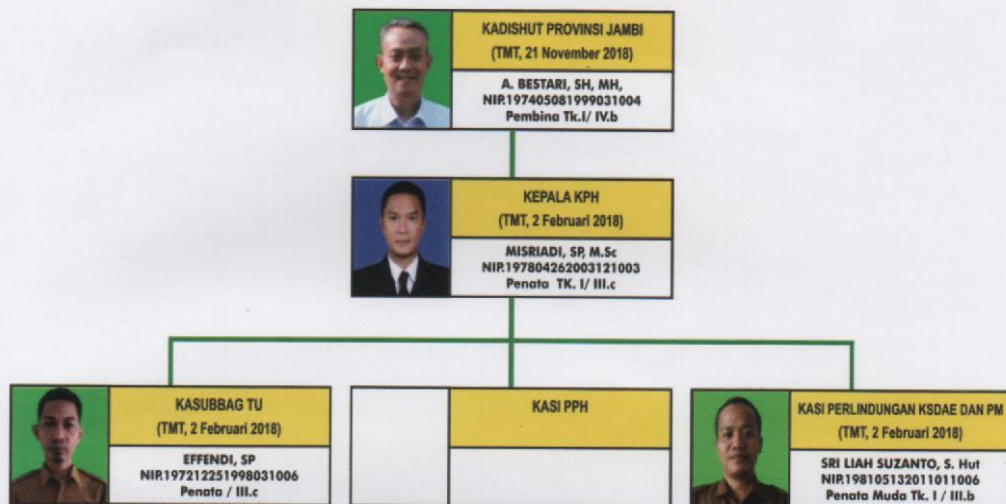 KADISHUT PROVINSI JAMBI
(TMT, 21 November 2018)
A. BESTARI, SH, MH,
NIP.197405081999031004
Pembina Tk.I/ IV.b
KEPALA KPH
(TMT, 2 Februari 2018)
MISRIADI, SP, M.Sc
NIP.197804262003121003
Penata TK. I/ III.c
KASUBBAG TU
(TMT, 2 Februari 2018)
EFFENDI, SP
NIP.197212251998031006
Penata / III.c
KASI PPH
KASI PERLINDUNGAN KSDAE DAN PM
(TMT, 2 Februari 2018)
SRI LIAH SUZANTO, S. Hut
NIP.198105132011011006
Penata Muda Tk. I / III.b